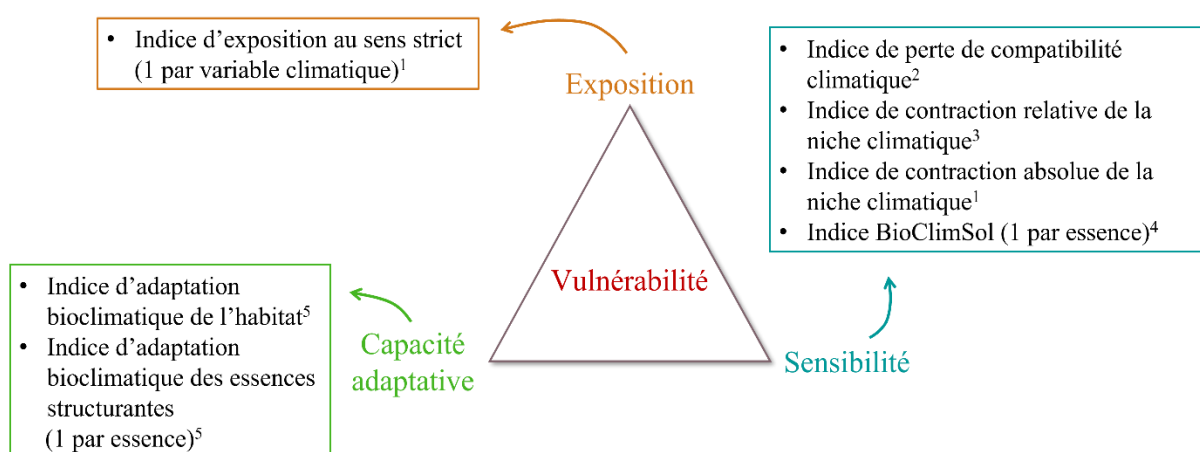 • Indice d'exposition au sens strict
(1 par variable climatique)¹
Exposition
• Indice de perte de compatibilité
climatique²
• Indice de contraction relative de la
niche climatique³
• Indice de contraction absolue de la
niche climatique¹
• Indice BioClimSol (1 par essence)⁴
Vulnérabilité
• Indice d'adaptation
bioclimatique de l'habitat⁵
• Indice d'adaptation
bioclimatique des essences
structurantes
(1 par essence)⁵
Capacité
adaptative
Sensibilité